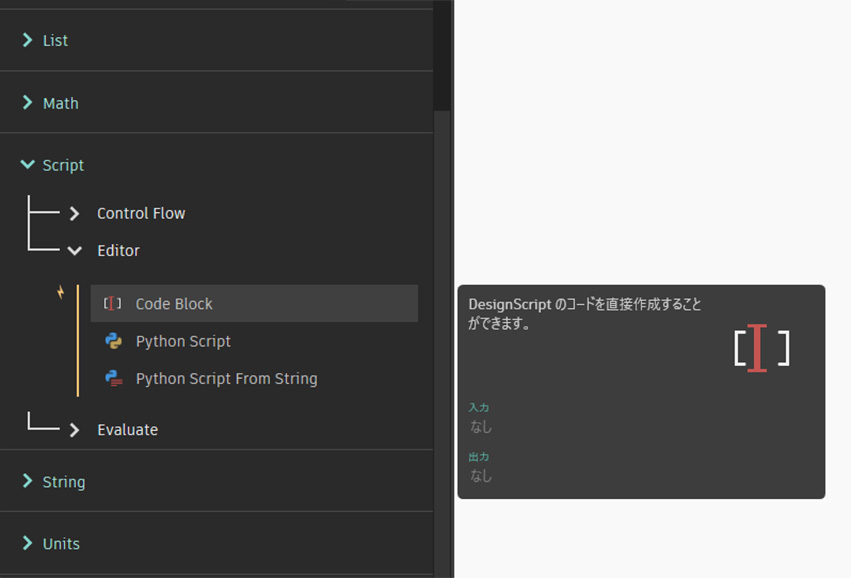 List
Math
Script
Control Flow
Editor
Code Block
Python Script
Python Script From String
Evaluate
String
Units
DesignScript のコードを直接作成すること
ができます。
入力
なし
出力
なし